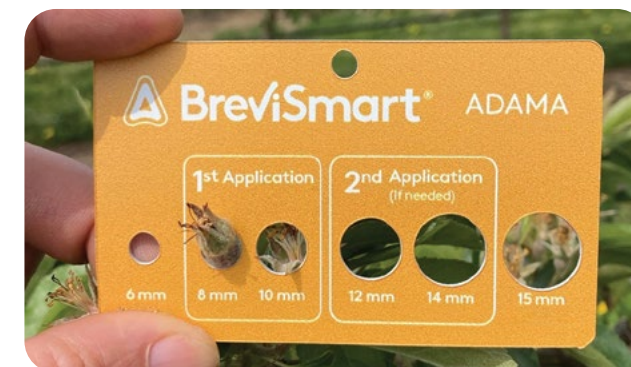 BreviSmart® ADAMA
1st Application
2nd Application
(If needed)
6 mm 8 mm 10 mm 12 mm 14 mm 15 mm